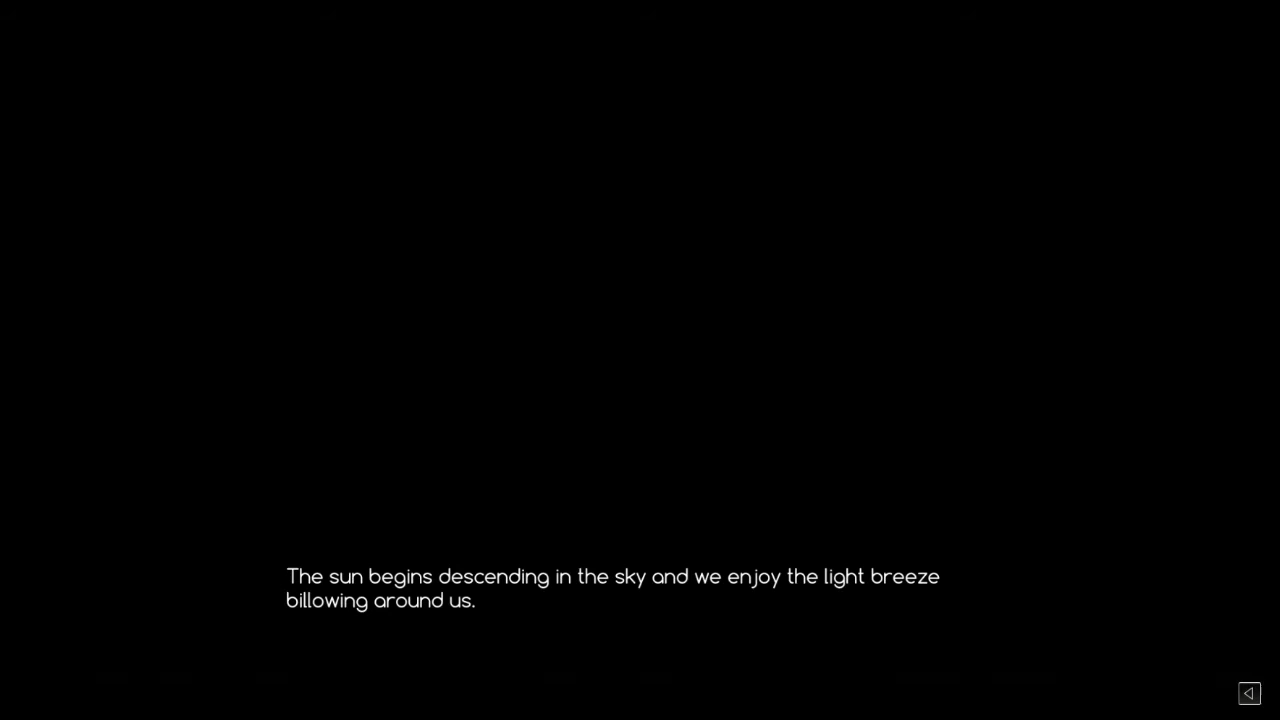 The sun begins descending in the sky and we enjoy the light breeze
billowing around us.